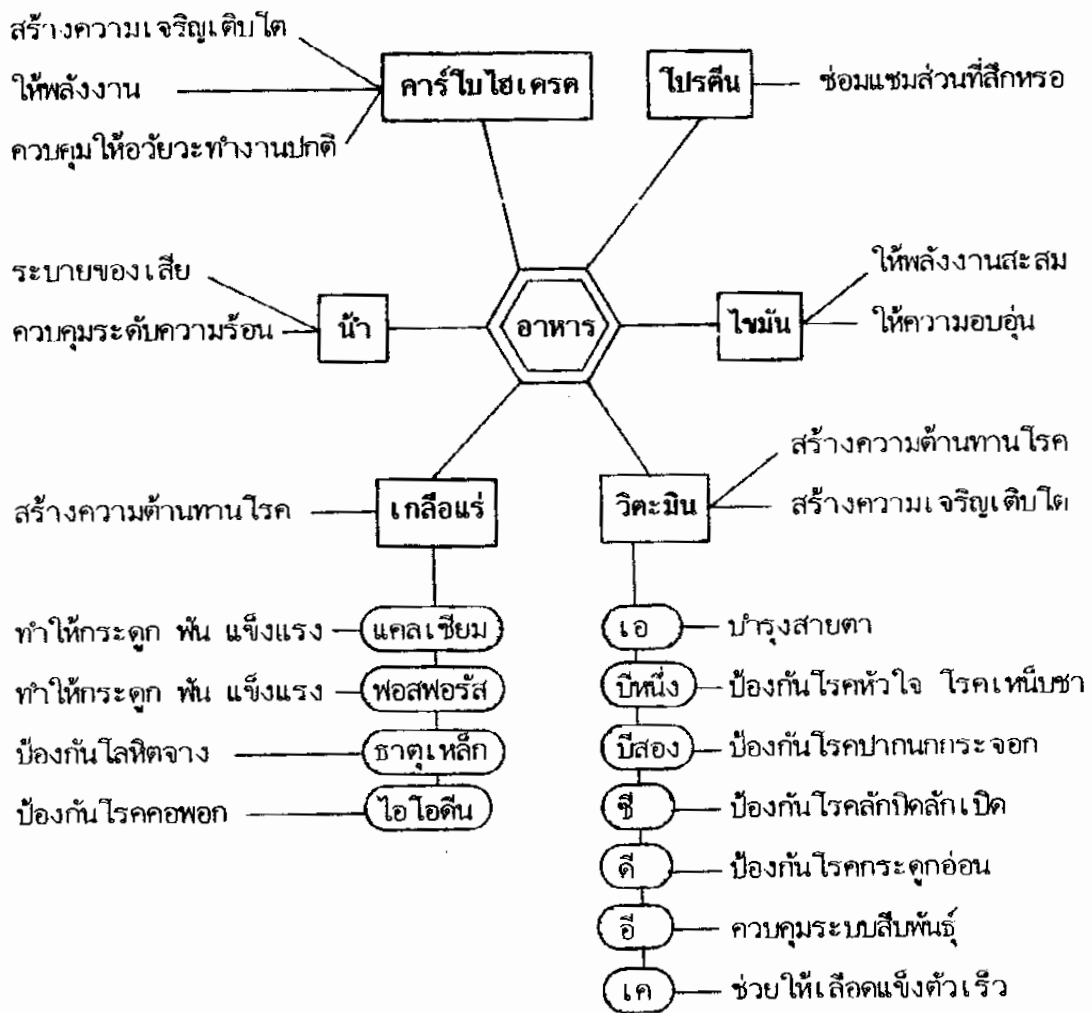 สร้างความเจริญเติบโต
ให้พลังงาน
ควบคุมให้อวัยวะทำงานปกติ
คาร์โบไฮเดรต
โปรตีน
ซ่อมแซมส่วนที่สึกหรอ
ระบายของเสีย
ควบคุมระดับความร้อน
น้ำ
อาหาร
ไขมัน
ให้พลังงานสะสม
ให้ความอบอุ่น
สร้างความต้านทานโรค
เกลือแร่
วิตะมิน
สร้างความต้านทานโรค
สร้างความเจริญเติบโต
ทำให้กระดูก ฟัน แข็งแรง
แคลเซียม
ทำให้กระดูก ฟัน แข็งแรง
ฟอสฟอรัส
ป้องกันโลหิตจาง
ธาตุเหล็ก
ป้องกันโรคคอพอก
ไอโอดีน
เอ
บำรุงสายตา
บีหนึ่ง
ป้องกันโรคหัวใจ โรคเหน็บชา
บีสอง
ป้องกันโรคปากนกกระจอก
ซี
ป้องกันโรคลักปิดลักเปิด
ดี
ป้องกันโรคกระดูกอ่อน
อี
ควบคุมระบบสืบพันธุ์
เค
ช่วยให้เลือดแข็งตัวเร็ว